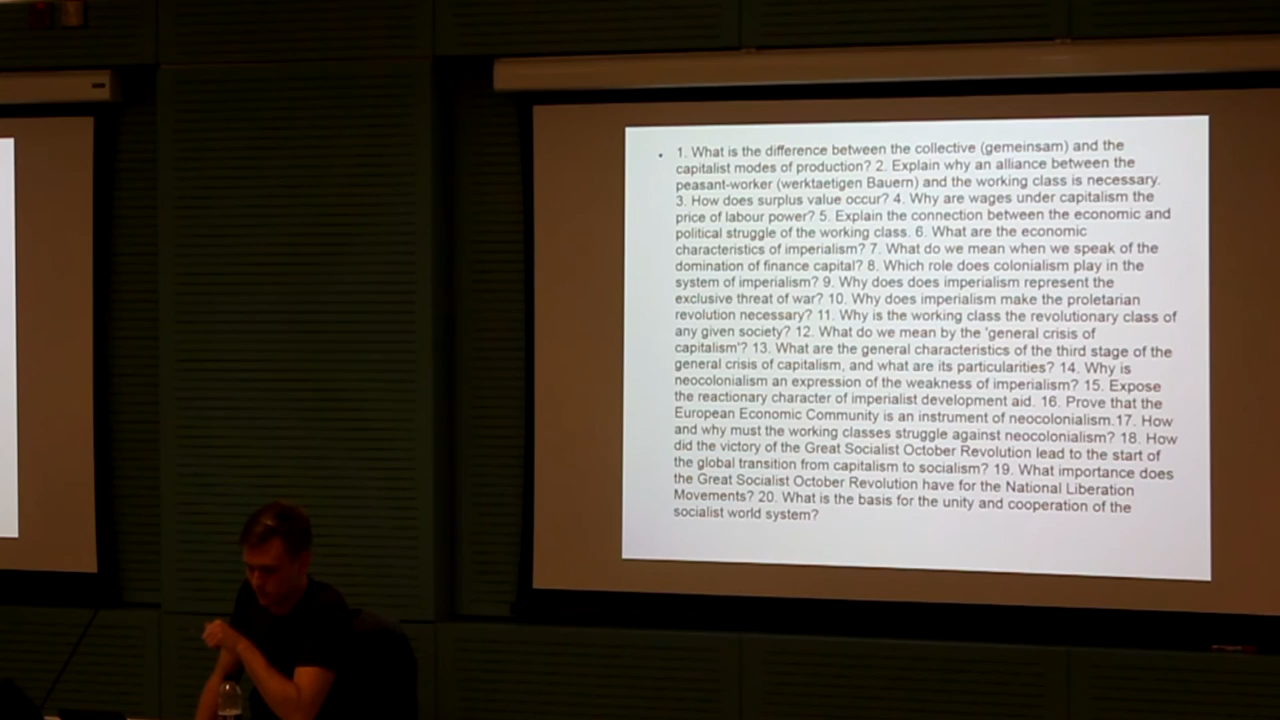 • 1. What is the difference between the collective (gemeinsam) and the
capitalist modes of production? 2. Explain why an alliance between the
peasant-worker (werktaetigen Bauern) and the working class is necessary.
3. How does surplus value occur? 4. Why are wages under capitalism the
price of labour power? 5. Explain the connection between the economic and
political struggle of the working class. 6. What are the economic
characteristics of imperialism? 7. What do we mean when we speak of the
domination of finance capital? 8. Which role does colonialism play in the
system of imperialism? 9. Why does does imperialism represent the
exclusive threat of war? 10. Why does imperialism make the proletarian
revolution necessary? 11. Why is the working class the revolutionary class of
any given society? 12. What do we mean by the 'general crisis of
capitalism'? 13. What are the general characteristics of the third stage of the
general crisis of capitalism, and what are its particularities? 14. Why is
neocolonialism an expression of the weakness of imperialism? 15. Expose
the reactionary character of imperialist development aid. 16. Prove that the
European Economic Community is an instrument of neocolonialism.17. How
and why must the working classes struggle against neocolonialism? 18. How
did the victory of the Great Socialist October Revolution lead to the start of
the global transition from capitalism to socialism? 19. What importance does
the Great Socialist October Revolution have for the National Liberation
Movements? 20. What is the basis for the unity and cooperation of the
socialist world system?